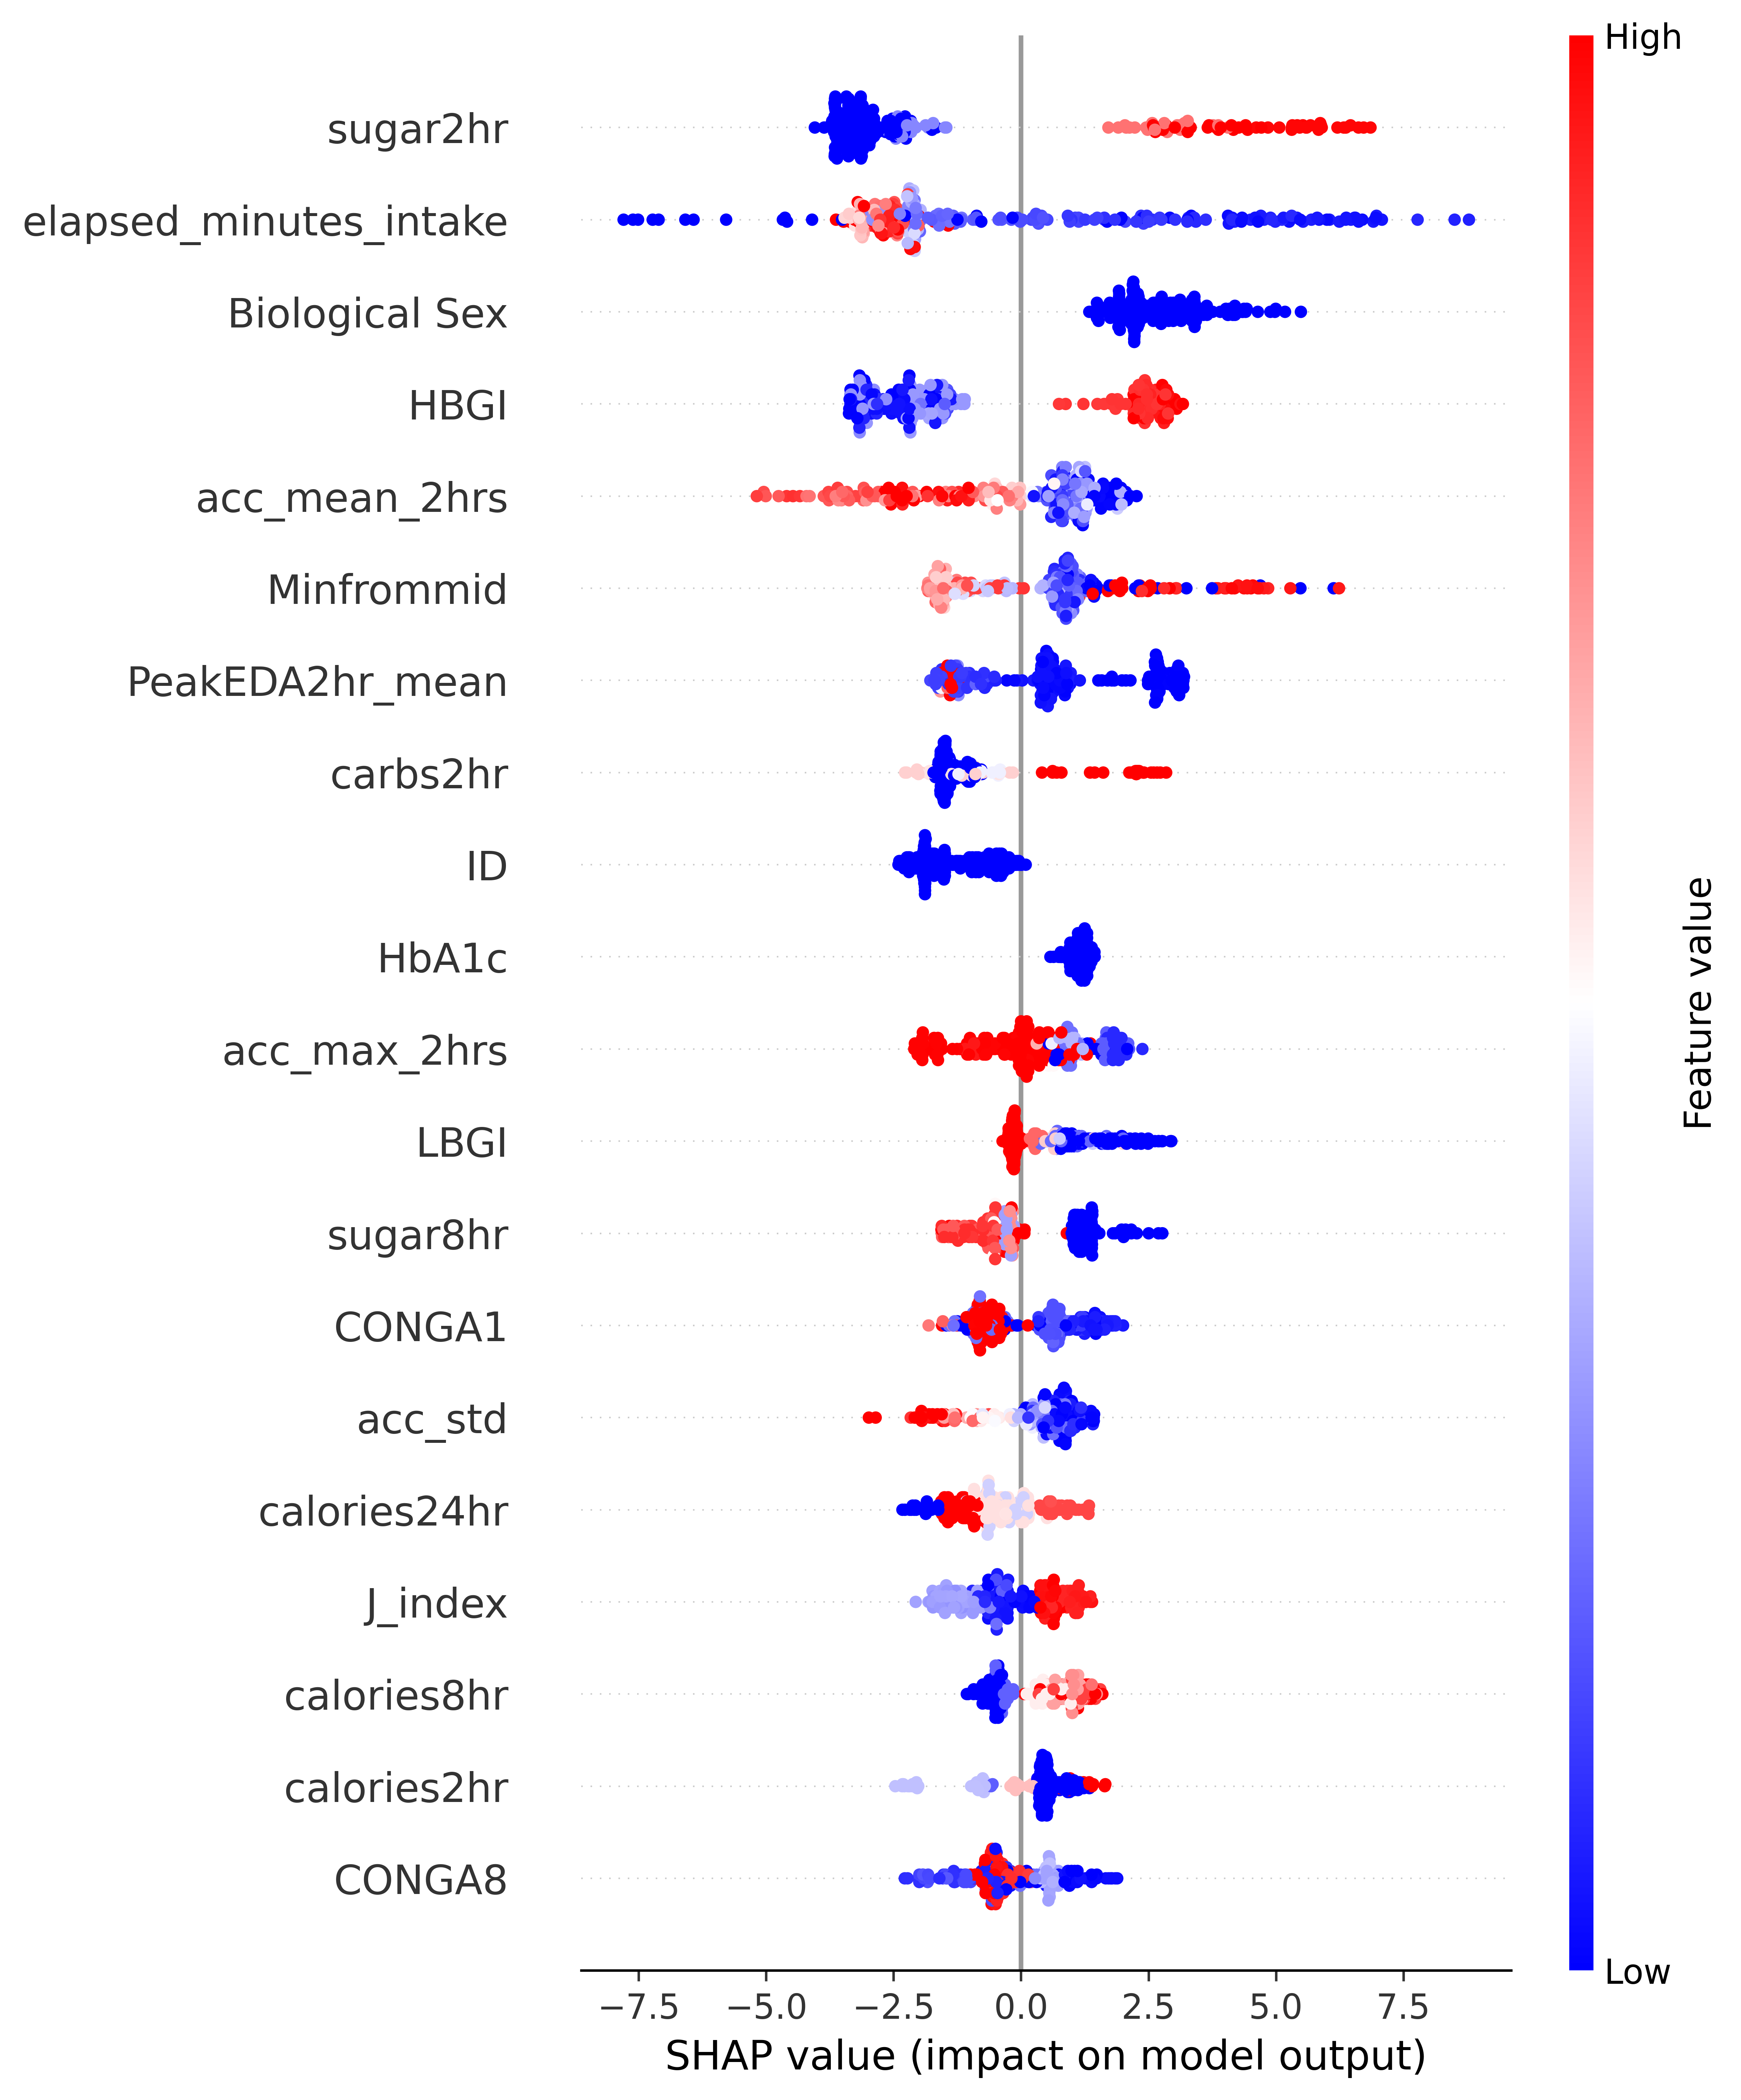 High
sugar2hr
elapsed_minutes_intake
Biological Sex
HBGI
acc_mean_2hrs
Minfrommid
PeakEDA2hr_mean
carbs2hr
ID
HbA1c
acc_max_2hrs
LBGI
sugar8hr
CONGA1
acc_std
calories24hr
J_index
calories8hr
calories2hr
CONGA8
Feature value
Low
−7.5 −5.0 −2.5 0.0 2.5 5.0 7.5
SHAP value (impact on model output)